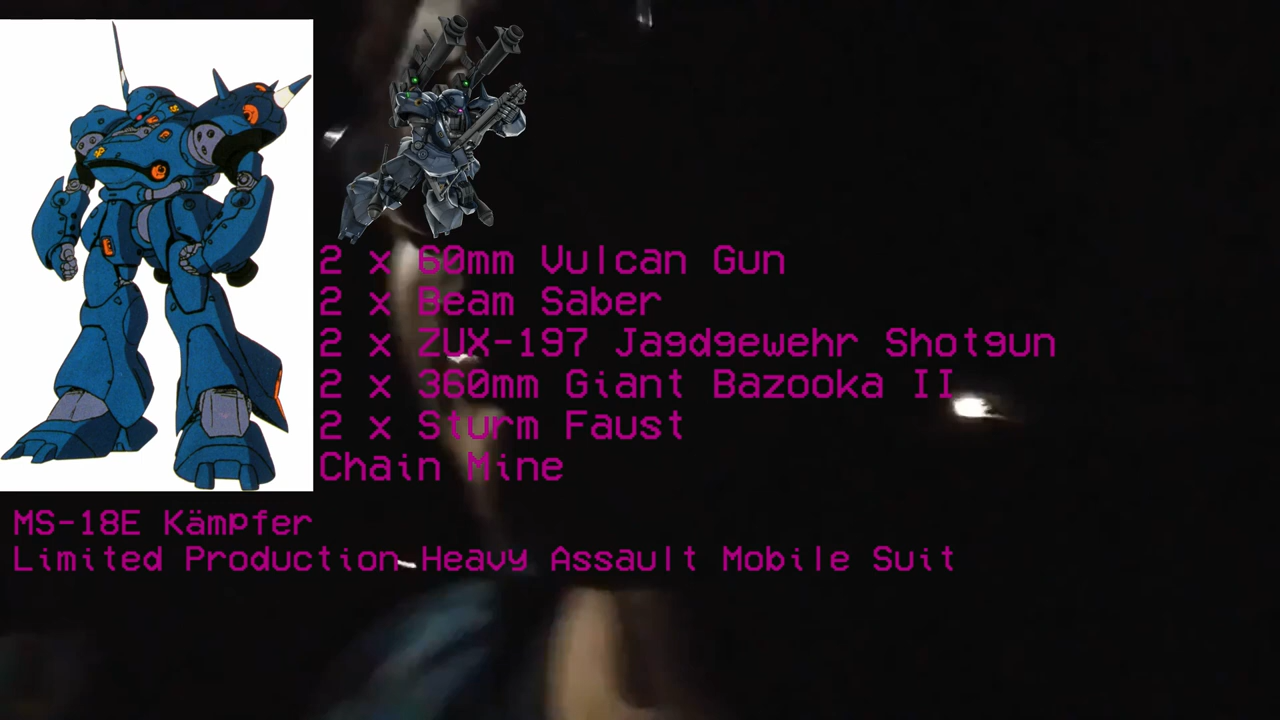 2 x 60mm Vulcan Gun
2 x Beam Saber
2 x ZUX-197 Jagdgewehr Shotgun
2 x 360mm Giant Bazooka II
2 x Sturm Faust
Chain Mine
MS-18E Kämpfer
Limited Production Heavy Assault Mobile Suit